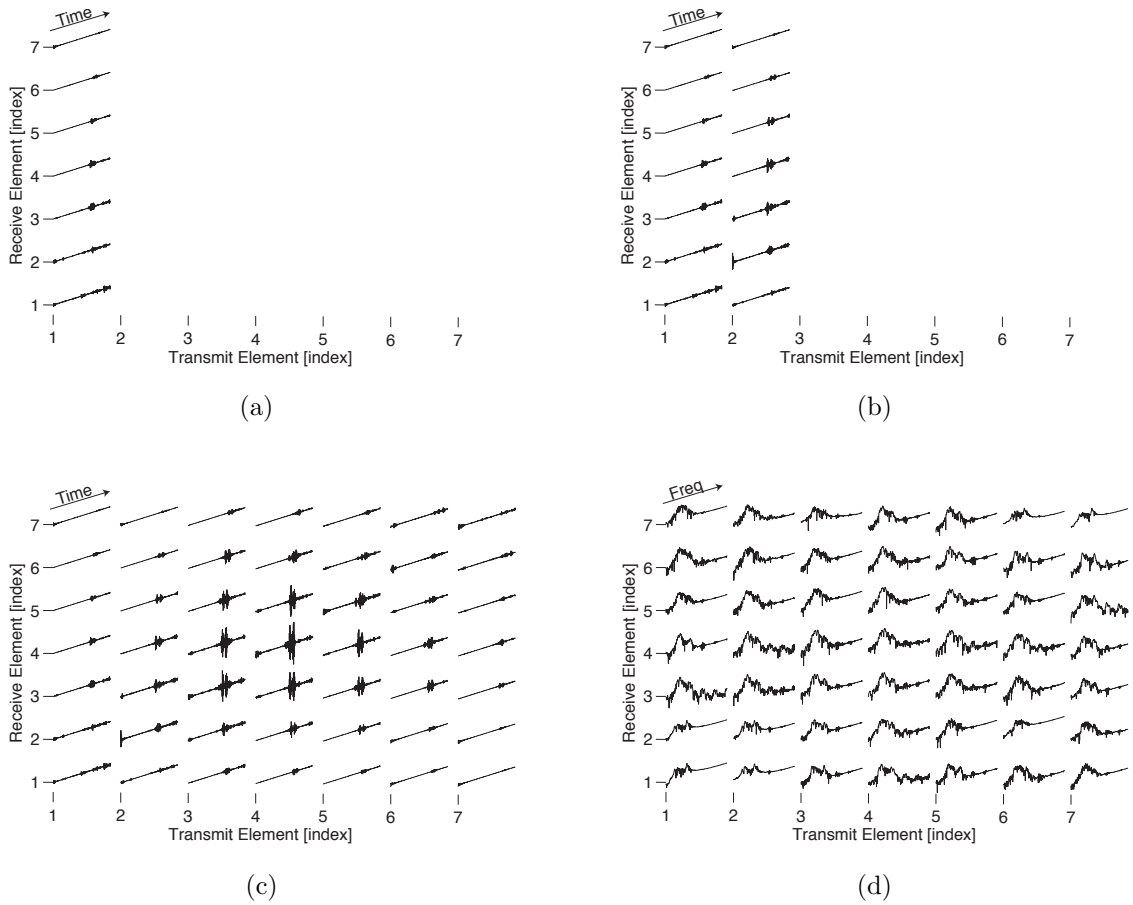 Time
Receive Element [index]
7
6
5
4
3
2
1
1 2 3 4 5 6 7
Transmit Element [index]
(a)
Time
Receive Element [index]
7
6
5
4
3
2
1
1 2 3 4 5 6 7
Transmit Element [index]
(b)
Time
Receive Element [index]
7
6
5
4
3
2
1
1 2 3 4 5 6 7
Transmit Element [index]
(c)
Freq
Receive Element [index]
7
6
5
4
3
2
1
1 2 3 4 5 6 7
Transmit Element [index]
(d)